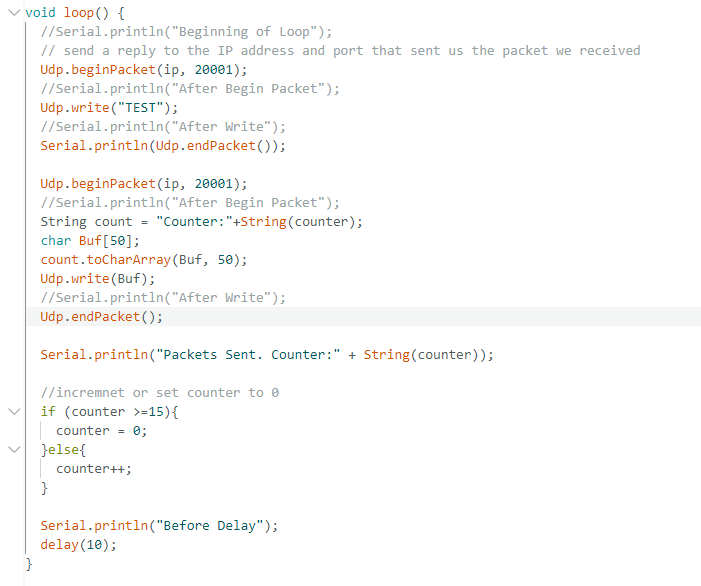 void loop() {
//Serial.println("Beginning of Loop");
// send a reply to the IP address and port that sent us the packet we received
Udp.beginPacket(ip, 20001);
//Serial.println("After Begin Packet");
Udp.write("TEST");
//Serial.println("After Write");
Serial.println(Udp.endPacket());
Udp.beginPacket(ip, 20001);
//Serial.println("After Begin Packet");
String count = "Counter:"+String(counter);
char Buf[50];
count.toCharArray(Buf, 50);
Udp.write(Buf);
//Serial.println("After Write");
Udp.endPacket();
Serial.println("Packets Sent. Counter:" + String(counter));
//incremnet or set counter to 0
if (counter >=15){
counter = 0;
}else{
counter++;
}
Serial.println("Before Delay");
delay(10);
}